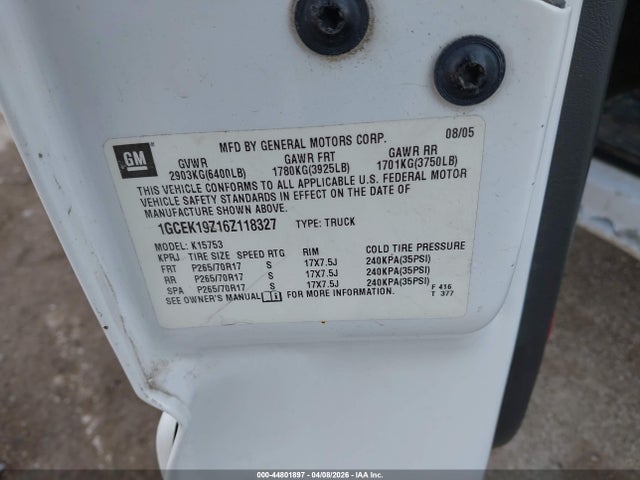 MFD BY GENERAL MOTORS CORP. 08/05
GM
GVWR GAWR FRT GAWR RR
2903KG(6400LB) 1780KG(3925LB) 1701KG(3750LB)
THIS VEHICLE CONFORMS TO ALL APPLICABLE U.S. FEDERAL MOTOR
VEHICLE SAFETY STANDARDS IN EFFECT ON THE DATE OF
MANUFACTURE SHOWN ABOVE.
1GCEK19Z16Z118327 TYPE: TRUCK
MODEL: K15753
KPRJ TIRE SIZE SPEED RTG RIM COLD TIRE PRESSURE
FRT P265/70R17 S 17X7.5J 240KPA(35PSI)
RR P265/70R17 S 17X7.5J 240KPA(35PSI)
SPA P265/70R17 S 17X7.5J 240KPA(35PSI)
SEE OWNER'S MANUAL FOR MORE INFORMATION. F 416
T 377
000-44801897 - 04/08/2026 - IAAI.COM